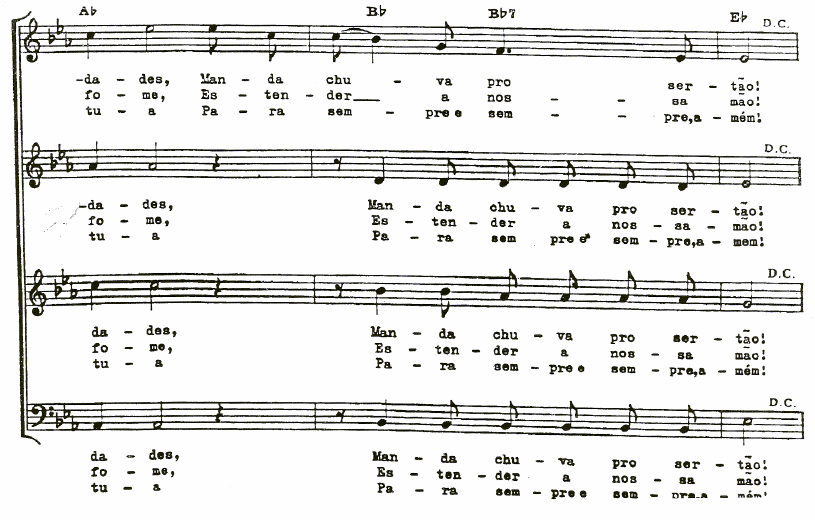 A♭ B♭ B♭7 E♭ D.C.
-da - des, Man - da chu - va pro ser - tão!
fo - me, Es - ten - der___ a nos - - sa mão!
tu - a Pa - ra sem - pre e sem - - pre,a - mém!
D.C.
-da - des, Man - da chu - va pro ser - tão!
fo - me, Es - ten - der a nos - sa - mão!
tu - a Pa - ra sem pre e sem - pre,a - mem!
D.C.
da - des, Man - da chu - va pro ser - tão!
fo - me, Es - ten - der a nos - sa mão!
tu - a Pa - ra sem - pre e sem - pre,a - mém!
D.C.
da - des, Man - da chu - va pro ser - tão!
fo - me, Es - ten - der a nos - sa mão!
tu - a Pa - ra sem - pre e sem - pre,a - mém!